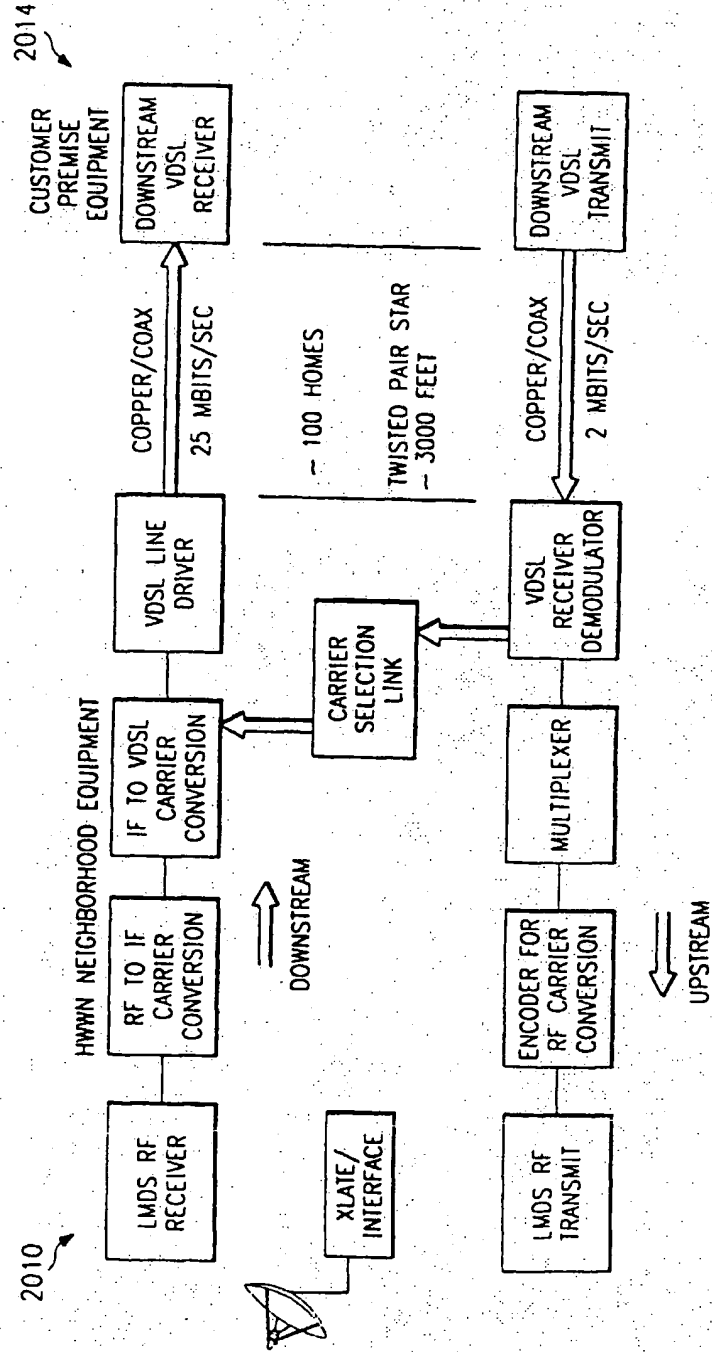 2010
2014
HWWN NEIGHBORHOOD EQUIPMENT
CUSTOMER
PREMISE
EQUIPMENT
LMDS RF
RECEIVER
RF TO IF
CARRIER
CONVERSION
IF TO VDSL
CARRIER
CONVERSION
VDSL LINE
DRIVER
COPPER/COAX
25 MBITS/SEC
DOWNSTREAM
VDSL
RECEIVER
DOWNSTREAM
XLATE/
INTERFACE
CARRIER
SELECTION
LINK
~ 100 HOMES
TWISTED PAIR STAR
~ 3000 FEET
LMDS RF
TRANSMIT
ENCODER FOR
RF CARRIER
CONVERSION
MULTIPLEXER
VDSL
RECEIVER
DEMODULATOR
COPPER/COAX
2 MBITS/SEC
DOWNSTREAM
VDSL
TRANSMIT
UPSTREAM